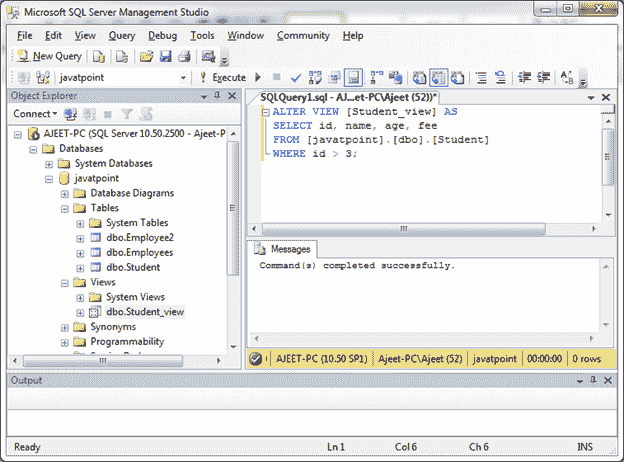 Microsoft SQL Server Management Studio
File Edit View Query Debug Tools Window Community Help
New Query
javatpoint Execute
Object Explorer
Connect
AJEET-PC (SQL Server 10.50.2500 - Ajeet-P
Databases
System Databases
javatpoint
Database Diagrams
Tables
System Tables
dbo.Employee2
dbo.Employees
dbo.Student
Views
System Views
dbo.Student_view
Synonyms
Programmability
SQLQuery1.sql - AJ...et-PC\Ajeet (52))*
ALTER VIEW [Student_view] AS
SELECT id, name, age, fee
FROM [javatpoint].[dbo].[Student]
WHERE id > 3;
Messages
Command(s) completed successfully.
AJEET-PC (10.50 SP1) Ajeet-PC\Ajeet (52) javatpoint 00:00:00 0 rows
Output
Ready Ln 1 Col 6 Ch 6 INS